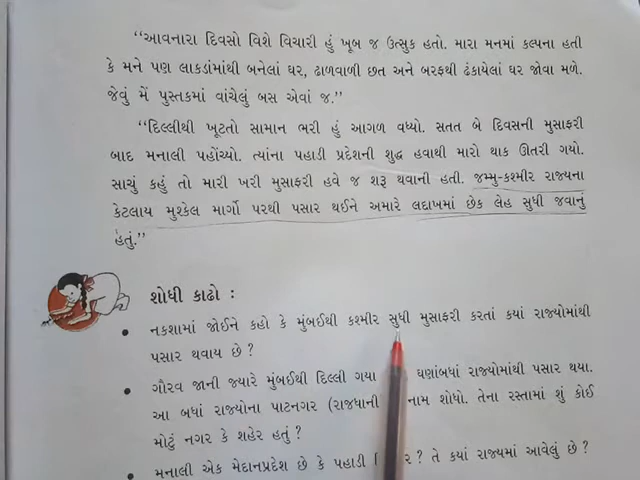 “આવનારા દિવસો વિશે વિચારી હું ખૂબ જ ઉત્સુક હતો. મારા મનમાં કલ્પના હતી
કે મને પણ લાકડાંમાંથી બનેલાં ઘર, ઢાળવાળી છત અને બરફથી ઢંકાયેલાં ઘર જોવા મળે.
જેવું મેં પુસ્તકમાં વાંચેલું બસ એવાં જ.”
“દિલ્લીથી ખૂટતો સામાન ભરી હું આગળ વધ્યો. સતત બે દિવસની મુસાફરી
બાદ મનાલી પહોંચ્યો. ત્યાંના પહાડી પ્રદેશની શુદ્ધ હવાથી મારો થાક ઊતરી ગયો.
સાચું કહું તો મારી ખરી મુસાફરી હવે જ શરૂ થવાની હતી. જમ્મુ-કશ્મીર રાજ્યના
કેટલાય મુશ્કેલ માર્ગો પરથી પસાર થઈને અમારે લદ્દાખમાં છેક લેહ સુધી જવાનું
હતું.”
શોધી કાઢો :
• નકશામાં જોઈને કહો કે મુંબઈથી કશ્મીર સુધી મુસાફરી કરતાં કયાં રાજ્યોમાંથી
પસાર થવાય છે ?
• ગૌરવ જાની જ્યારે મુંબઈથી દિલ્લી ગયા ઘણાંબધાં રાજ્યોમાંથી પસાર થયા.
આ બધાં રાજ્યોના પાટનગર (રાજધાની નામ શોધો. તેના રસ્તામાં શું કોઈ
મોટું નગર કે શહેર હતું ?
• મનાલી એક મેદાનપ્રદેશ છે કે પહાડી ? તે કયાં રાજ્યમાં આવેલું છે ?